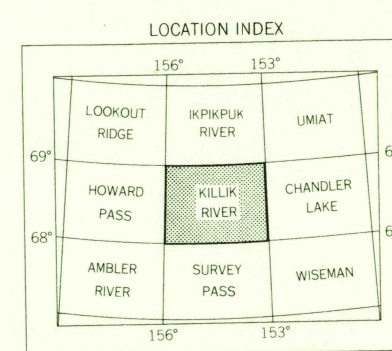 LOCATION INDEX
156° 153°
LOOKOUT RIDGE
IKPIKPUK RIVER
UMIAT
69°
HOWARD PASS
KILLIK RIVER
CHANDLER LAKE
68°
AMBLER RIVER
SURVEY PASS
WISEMAN
156° 153°